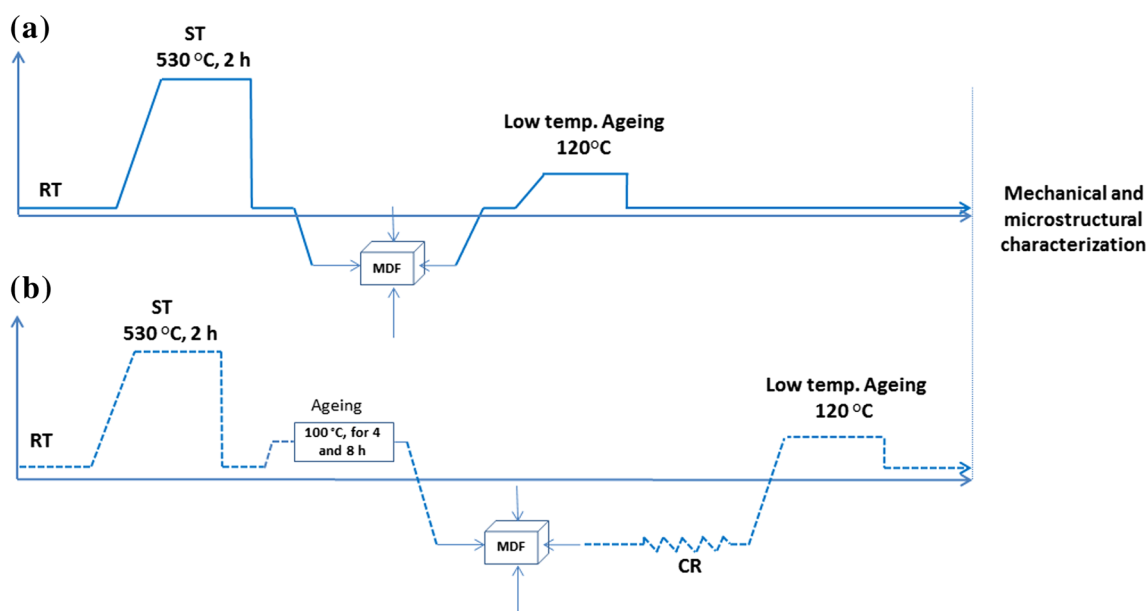 (a)
ST
530 °C, 2 h
Low temp. Ageing
120°C
RT
MDF
Mechanical and
microstructural
characterization
(b)
ST
530 °C, 2 h
Ageing
100 °C, for 4
and 8 h
Low temp. Ageing
120 °C
RT
MDF
CR